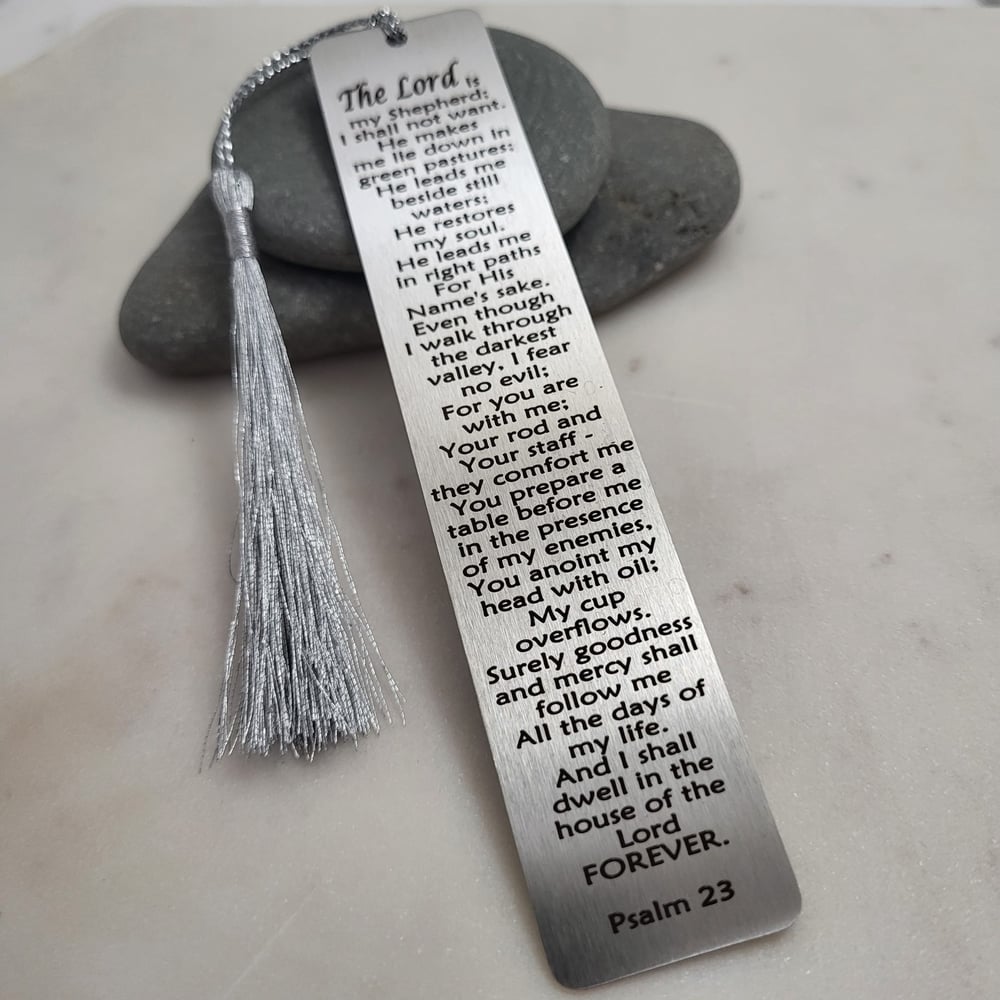 The Lord is
my Shepherd;
I shall not want.
He makes
me lie down in
green pastures;
He leads me
beside still
waters;
He restores
my soul.
He leads me
in right paths
For His
Name's sake.
Even though
I walk through
the darkest
valley, I fear
no evil;
For you are
with me;
Your rod and
Your staff -
they comfort me
You prepare a
table before me
in the presence
of my enemies.
You anoint my
head with oil;
My cup
overflows.
Surely goodness
and mercy shall
follow me
All the days of
my life.
And I shall
dwell in the
house of the
Lord
FOREVER.
Psalm 23